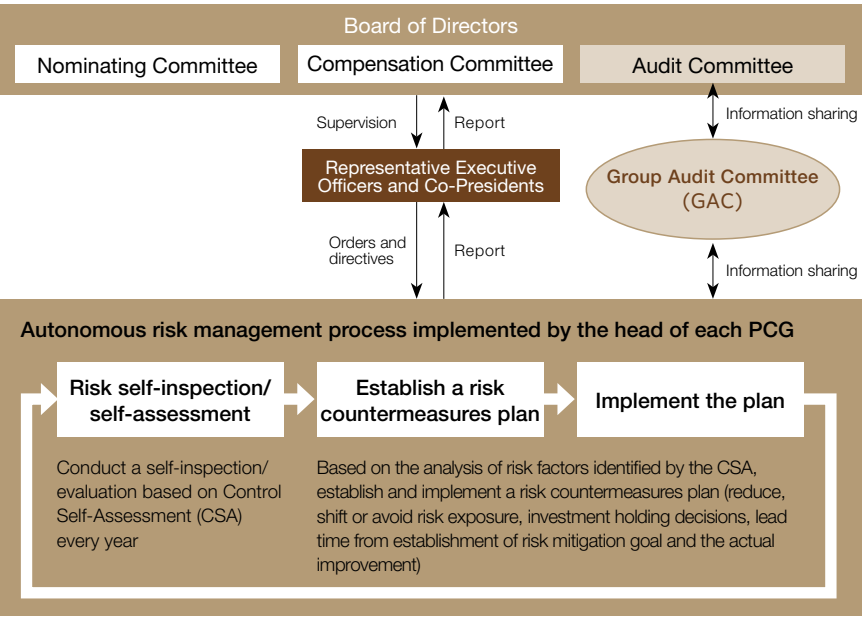 Board of Directors
Nominating Committee
Compensation Committee
Audit Committee
Supervision
Report
Information sharing
Representative Executive
Officers and Co-Presidents
Group Audit Committee
(GAC)
Orders and
directives
Report
Information sharing
Autonomous risk management process implemented by the head of each PCG
Risk self-inspection/
self-assessment
Establish a risk
countermeasures plan
Implement the plan
Conduct a self-inspection/
evaluation based on Control
Self-Assessment (CSA)
every year
Based on the analysis of risk factors identified by the CSA,
establish and implement a risk countermeasures plan (reduce,
shift or avoid risk exposure, investment holding decisions, lead
time from establishment of risk mitigation goal and the actual
improvement)